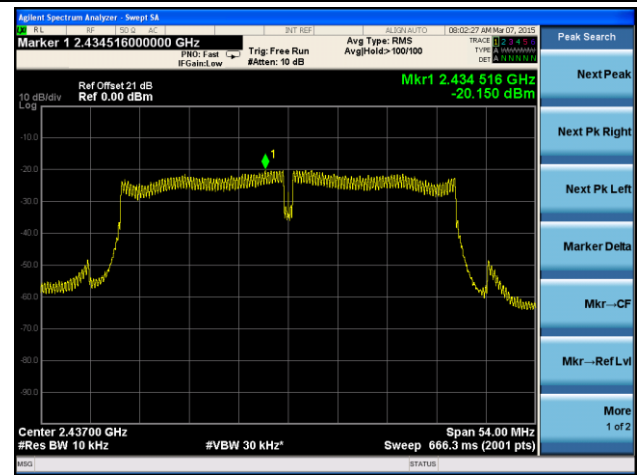 Agilent Spectrum Analyzer - Swept SA
RL RF 50 Ω AC INT REF ALIGN AUTO 08:02:27 AM Mar 07, 2015
Marker 1 2.434516000000 GHz
PNO: Fast
IFGain:Low
Trig: Free Run
#Atten: 10 dB
Avg Type: RMS
Avg|Hold:> 100/100
TRACE 1 2 3 4 5 6
TYPE A WWWWW
DET A N N N N N
Peak Search
Ref Offset 21 dB
10 dB/div Ref 0.00 dBm
Log
Mkr1 2.434 516 GHz
-20.150 dBm
1
-10.0
-20.0
-30.0
-40.0
-50.0
-60.0
-70.0
-80.0
-90.0
Center 2.43700 GHz
#Res BW 10 kHz
#VBW 30 kHz*
Span 54.00 MHz
Sweep 666.3 ms (2001 pts)
MSG
STATUS
Next Peak
Next Pk Right
Next Pk Left
Marker Delta
Mkr→CF
Mkr→Ref Lvl
More
1 of 2